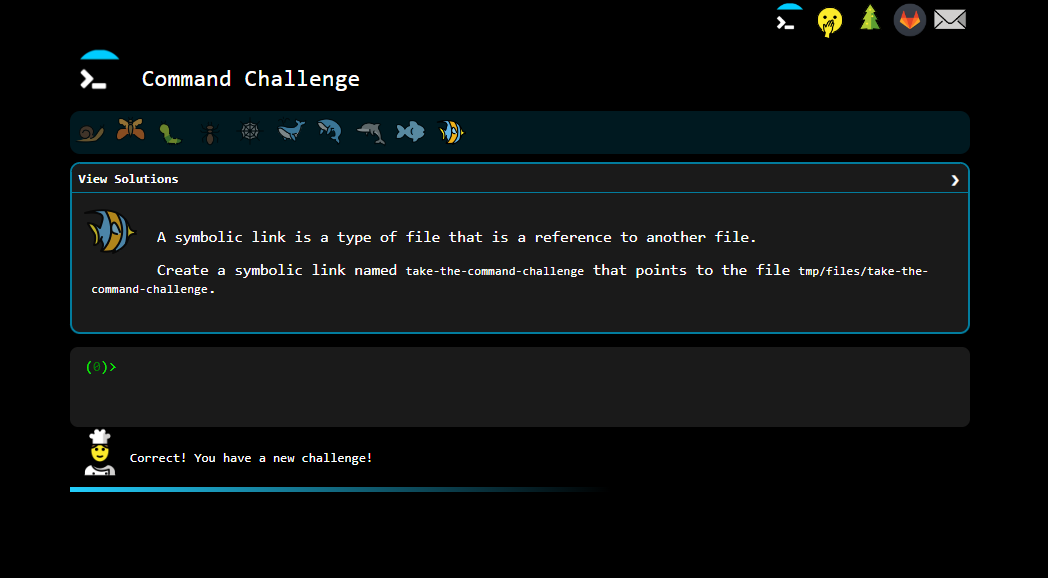 Command Challenge
View Solutions
A symbolic link is a type of file that is a reference to another file.
Create a symbolic link named take-the-command-challenge that points to the file tmp/files/take-the-
command-challenge.
(0)>
Correct! You have a new challenge!